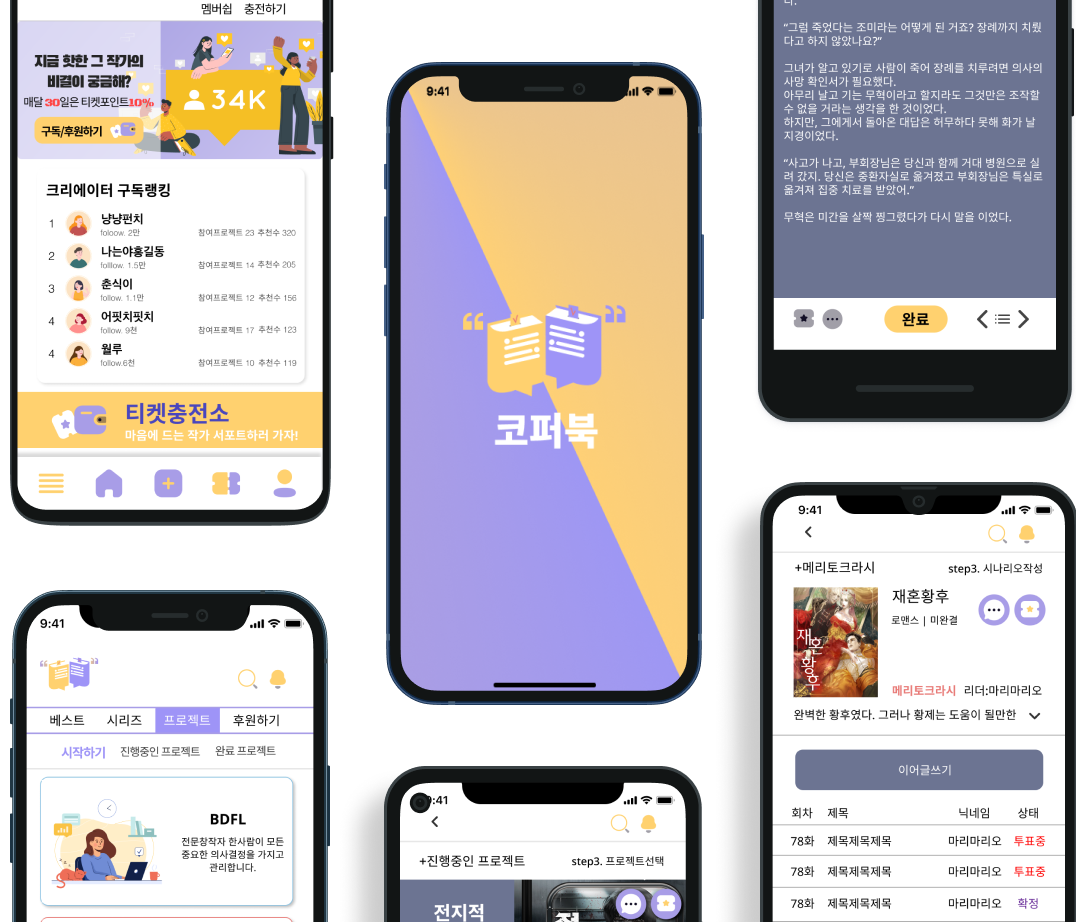 멤버쉽 충전하기
지금 핫한 그 작가의
비결이 궁금해?
매달 30일은 티켓포인트10%
구독/후원하기
34K
크리에이터 구독랭킹
1 냥냥펀치
foloow. 2만 참여프로젝트 23 추천수 320
2 나는야홍길동
folllow. 1.5만 참여프로젝트 14 추천수 205
3 춘식이
follow. 1.1만 참여프로젝트 12 추천수 156
4 어핏치핏치
follow. 9천 참여프로젝트 17 추천수 123
4 월루
follow.6천 참여프로젝트 10 추천수 119
티켓충전소
마음에 드는 작가 서포트하러 가자!
9:41
베스트 시리즈 프로젝트 후원하기
시작하기 진행중인 프로젝트 완료 프로젝트
BDFL
전문창작자 한사람이 모든
중요한 의사결정을 가지고
관리합니다.
9:41
코퍼북
9:41
+진행중인 프로젝트 step3. 프로젝트선택
전지적
다.
“그럼 죽었다는 조미라는 어떻게 된 거죠? 장례까지 치뤘
다고 하지 않았나요?”
그녀가 알고 있기로 사람이 죽어 장례를 치루려면 의사의
사망 확인서가 필요했다.
아무리 날고 기는 무혁이라고 할지라도 그것만은 조작할
수 없을 거라는 생각을 한 것이었다.
하지만, 그에게서 돌아온 대답은 허무하다 못해 화가 날
지경이었다.
“사고가 나고, 부회장님은 당신과 함께 거대 병원으로 실
려 갔지. 당신은 중환자실로 옮겨졌고 부회장님은 특실로
옮겨져 집중 치료를 받았어.”
무혁은 미간을 살짝 찡그렸다가 다시 말을 이었다.
완료
9:41
+메리토크라시 step3. 시나리오작성
재혼황후
로맨스 | 미완결
재혼황후
메리토크라시 리더:마리마리오
완벽한 황후였다. 그러나 황제는 도움이 될만한
이어글쓰기
회차 제목 닉네임 상태
78화 제목제목제목 마리마리오 투표중
78화 제목제목제목 마리마리오 투표중
78화 제목제목제목 마리마리오 확정